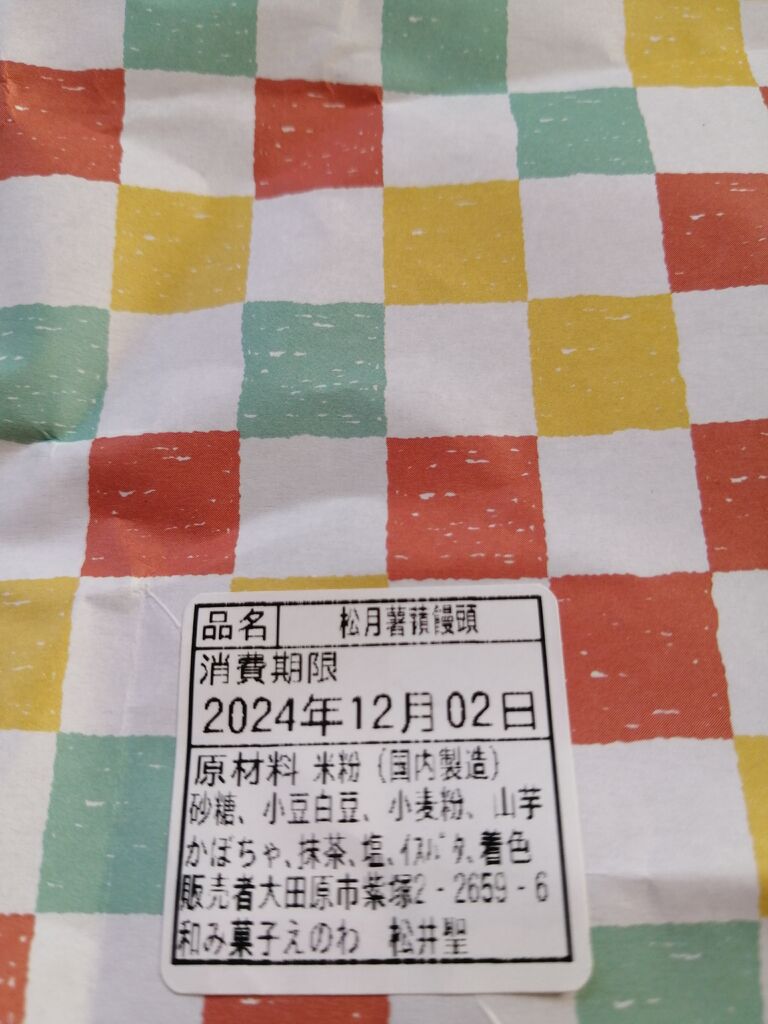 品名 松月薯蕷饅頭
消費期限
2024年12月02日
原材料 米粉（国内製造）
砂糖、小豆白豆、小麦粉、山芋
かぼちゃ、抹茶、塩、ｲｽﾊﾟﾀ、着色
販売者大田原市紫塚2-2659-6
和み菓子えのわ 松井聖